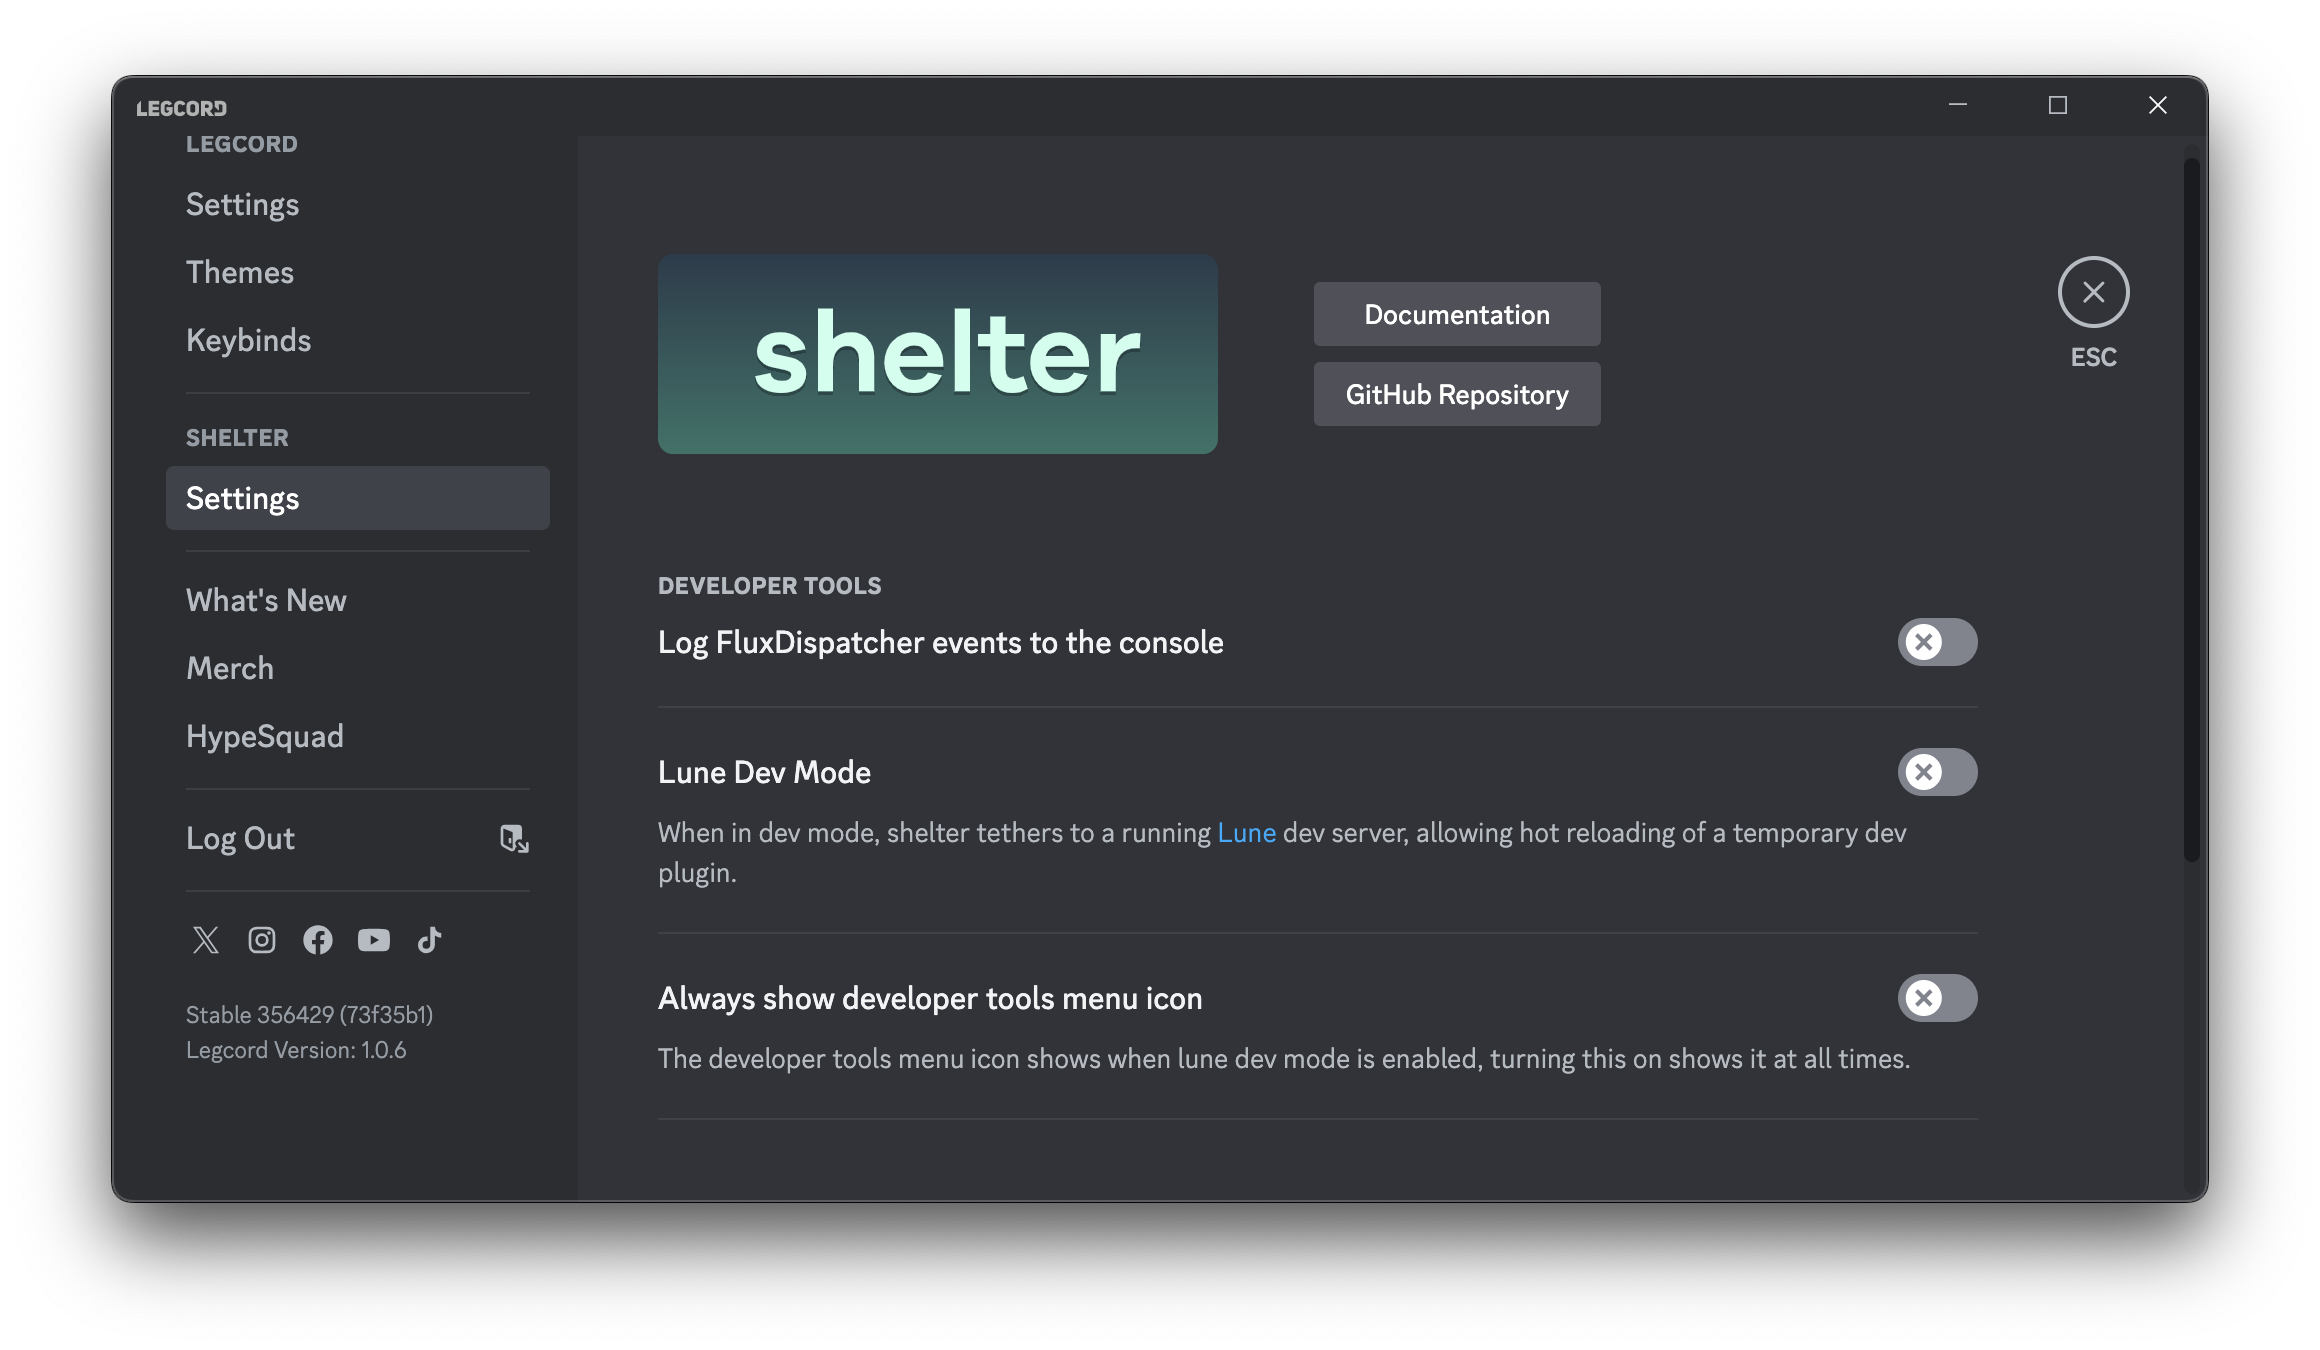 LEGCORD
LEGCORD
Settings
Themes
Keybinds
SHELTER
Settings
What's New
Merch
HypeSquad
Log Out
Stable 356429 (73f35b1)
Legcord Version: 1.0.6
shelter
Documentation
GitHub Repository
ESC
DEVELOPER TOOLS
Log FluxDispatcher events to the console
Lune Dev Mode
When in dev mode, shelter tethers to a running Lune dev server, allowing hot reloading of a temporary dev
plugin.
Always show developer tools menu icon
The developer tools menu icon shows when lune dev mode is enabled, turning this on shows it at all times.